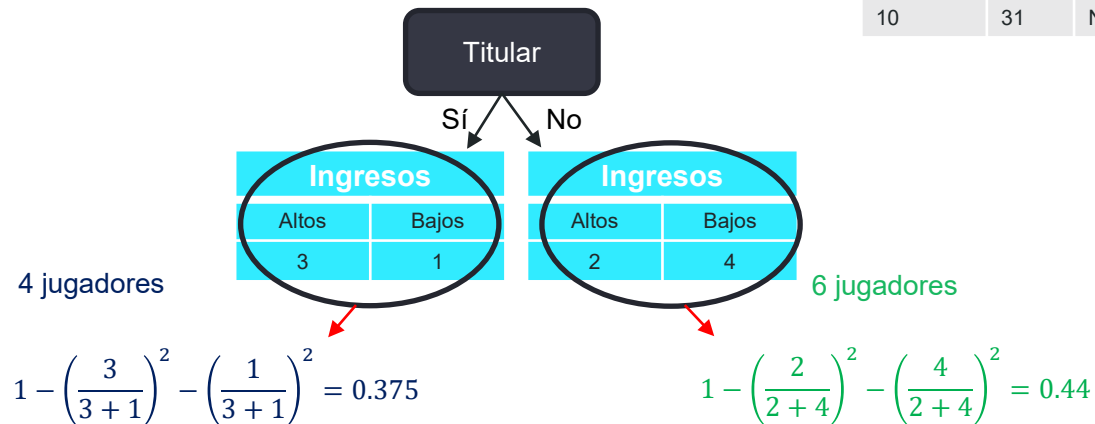 10 31
Titular
Sí No
Ingresos Ingresos
Altos Bajos Altos Bajos
3 1 2 4
4 jugadores 6 jugadores
1 − (3/(3 + 1))² − (1/(3 + 1))² = 0.375 1 − (2/(2 + 4))² − (4/(2 + 4))² = 0.44